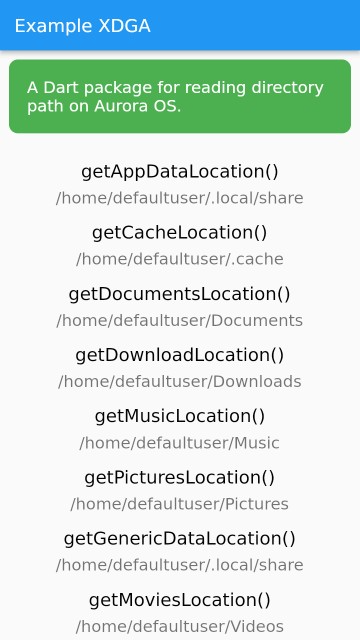 Example XDGA
A Dart package for reading directory
path on Aurora OS.
getAppDataLocation()
/home/defaultuser/.local/share
getCacheLocation()
/home/defaultuser/.cache
getDocumentsLocation()
/home/defaultuser/Documents
getDownloadLocation()
/home/defaultuser/Downloads
getMusicLocation()
/home/defaultuser/Music
getPicturesLocation()
/home/defaultuser/Pictures
getGenericDataLocation()
/home/defaultuser/.local/share
getMoviesLocation()
/home/defaultuser/Videos